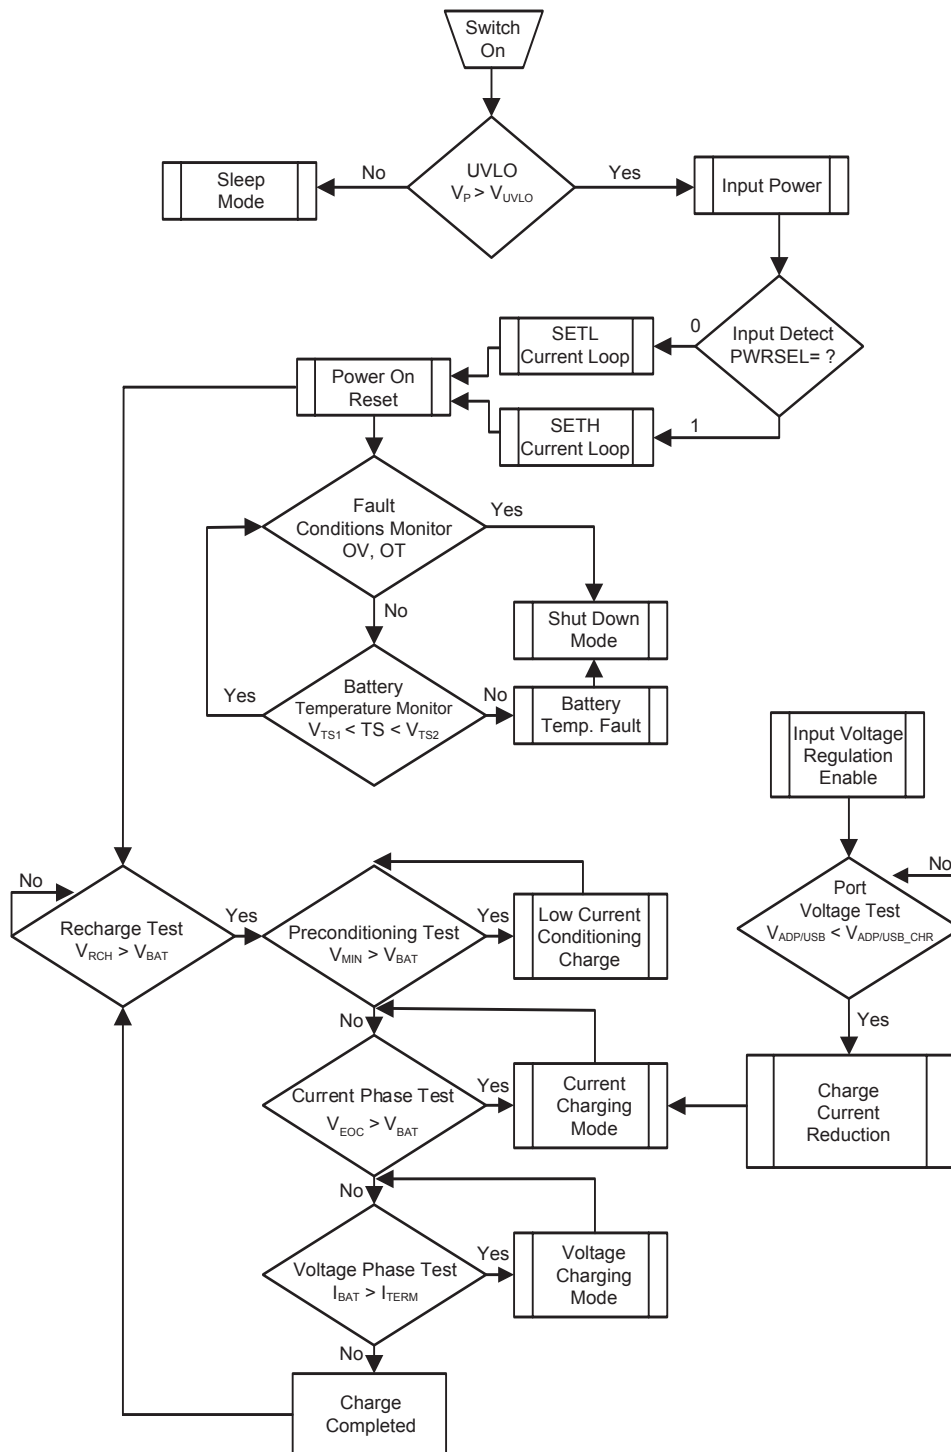 Switch
On
UVLO
V_P > V_UVLO
No
Yes
Sleep
Mode
Input Power
Input Detect
PWRSEL= ?
0
1
SETL
Current Loop
SETH
Current Loop
Power On
Reset
Fault
Conditions Monitor
OV, OT
Yes
No
Shut Down
Mode
Battery
Temperature Monitor
V_TS1 < TS < V_TS2
Yes
No
Battery
Temp. Fault
Input Voltage
Regulation
Enable
Port
Voltage Test
V_ADP/USB < V_ADP/USB_CHR
No
Yes
Charge
Current
Reduction
Recharge Test
V_RCH > V_BAT
No
Yes
Preconditioning Test
V_MIN > V_BAT
Yes
No
Low Current
Conditioning
Charge
Current Phase Test
V_EOC > V_BAT
Yes
No
Current
Charging
Mode
Voltage Phase Test
I_BAT > I_TERM
Yes
No
Voltage
Charging
Mode
Charge
Completed